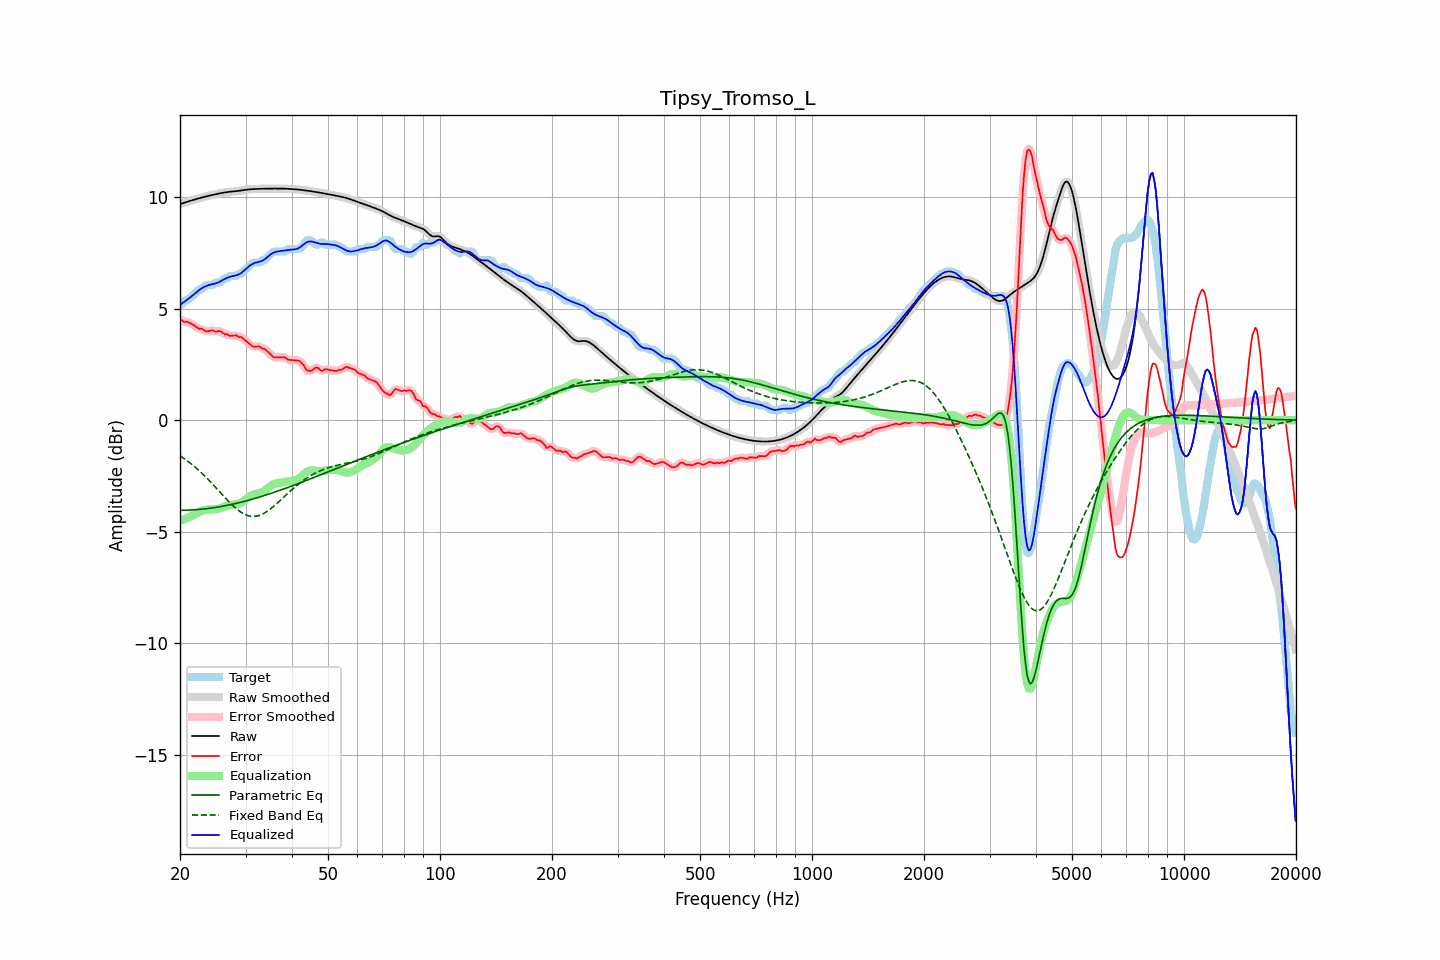 Tipsy_Tromso_L
Amplitude (dBr)
10
5
0
−5
−10
−15
Target
Raw Smoothed
Error Smoothed
Raw
Error
Equalization
Parametric Eq
Fixed Band Eq
Equalized
20 50 100 200 500 1000 2000 5000 10000 20000
Frequency (Hz)